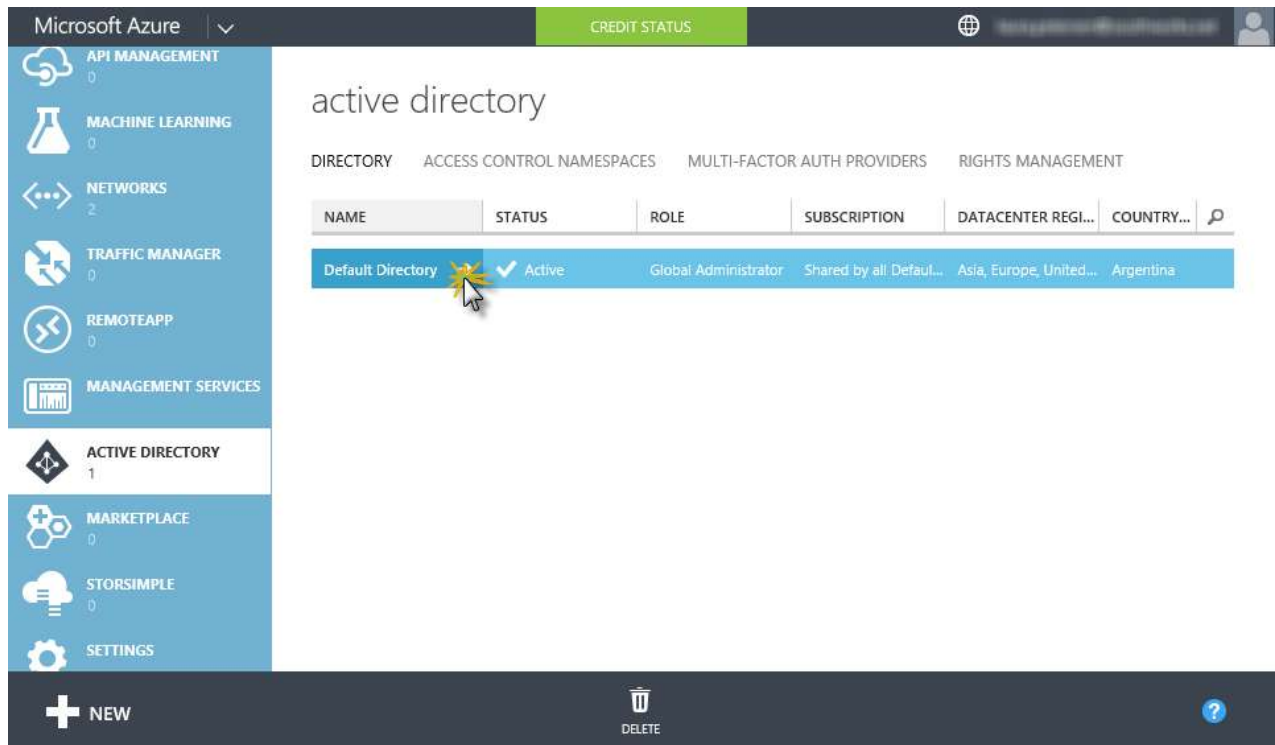 Microsoft Azure
CREDIT STATUS
API MANAGEMENT
0
MACHINE LEARNING
0
NETWORKS
2
TRAFFIC MANAGER
0
REMOTEAPP
0
MANAGEMENT SERVICES
ACTIVE DIRECTORY
1
MARKETPLACE
0
STORSIMPLE
0
SETTINGS
active directory
DIRECTORY ACCESS CONTROL NAMESPACES MULTI-FACTOR AUTH PROVIDERS RIGHTS MANAGEMENT
NAME STATUS ROLE SUBSCRIPTION DATACENTER REGI... COUNTRY...
Default Directory Active Global Administrator Shared by all Defaul... Asia, Europe, United... Argentina
NEW
DELETE
?